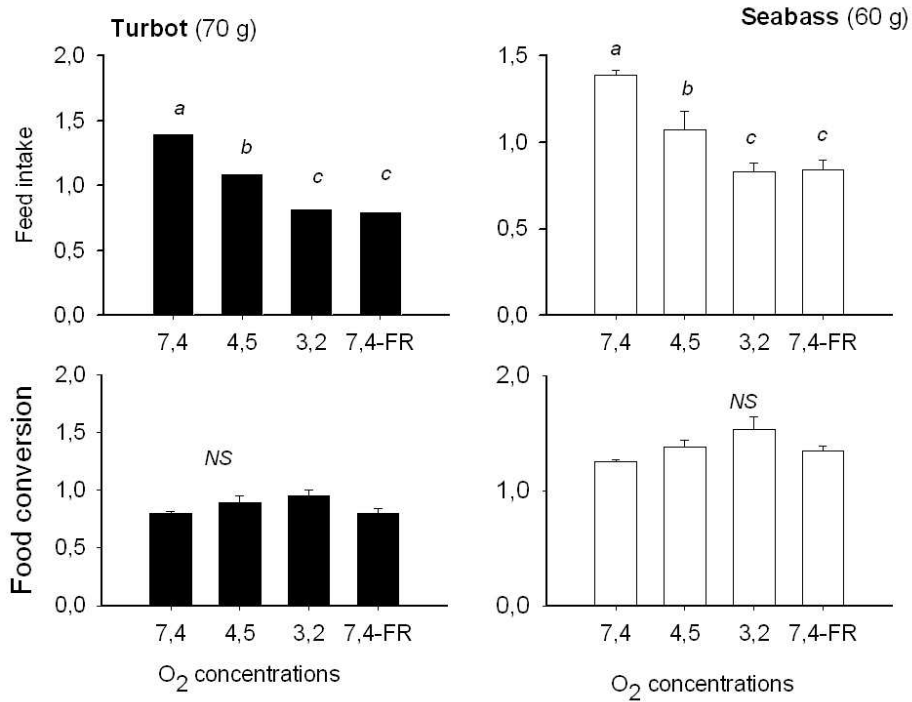 Turbot (70 g)
2,0
1,5
1,0
0,5
0,0
Feed intake
a
b
c
c
7,4 4,5 3,2 7,4-FR
Seabass (60 g)
1,5
1,0
0,5
0,0
a
b
c
c
7,4 4,5 3,2 7,4-FR
2,0
1,5
1,0
0,5
0,0
Food conversion
NS
7,4 4,5 3,2 7,4-FR
O2 concentrations
2,0
1,0
0,0
NS
7,4 4,5 3,2 7,4-FR
O2 concentrations